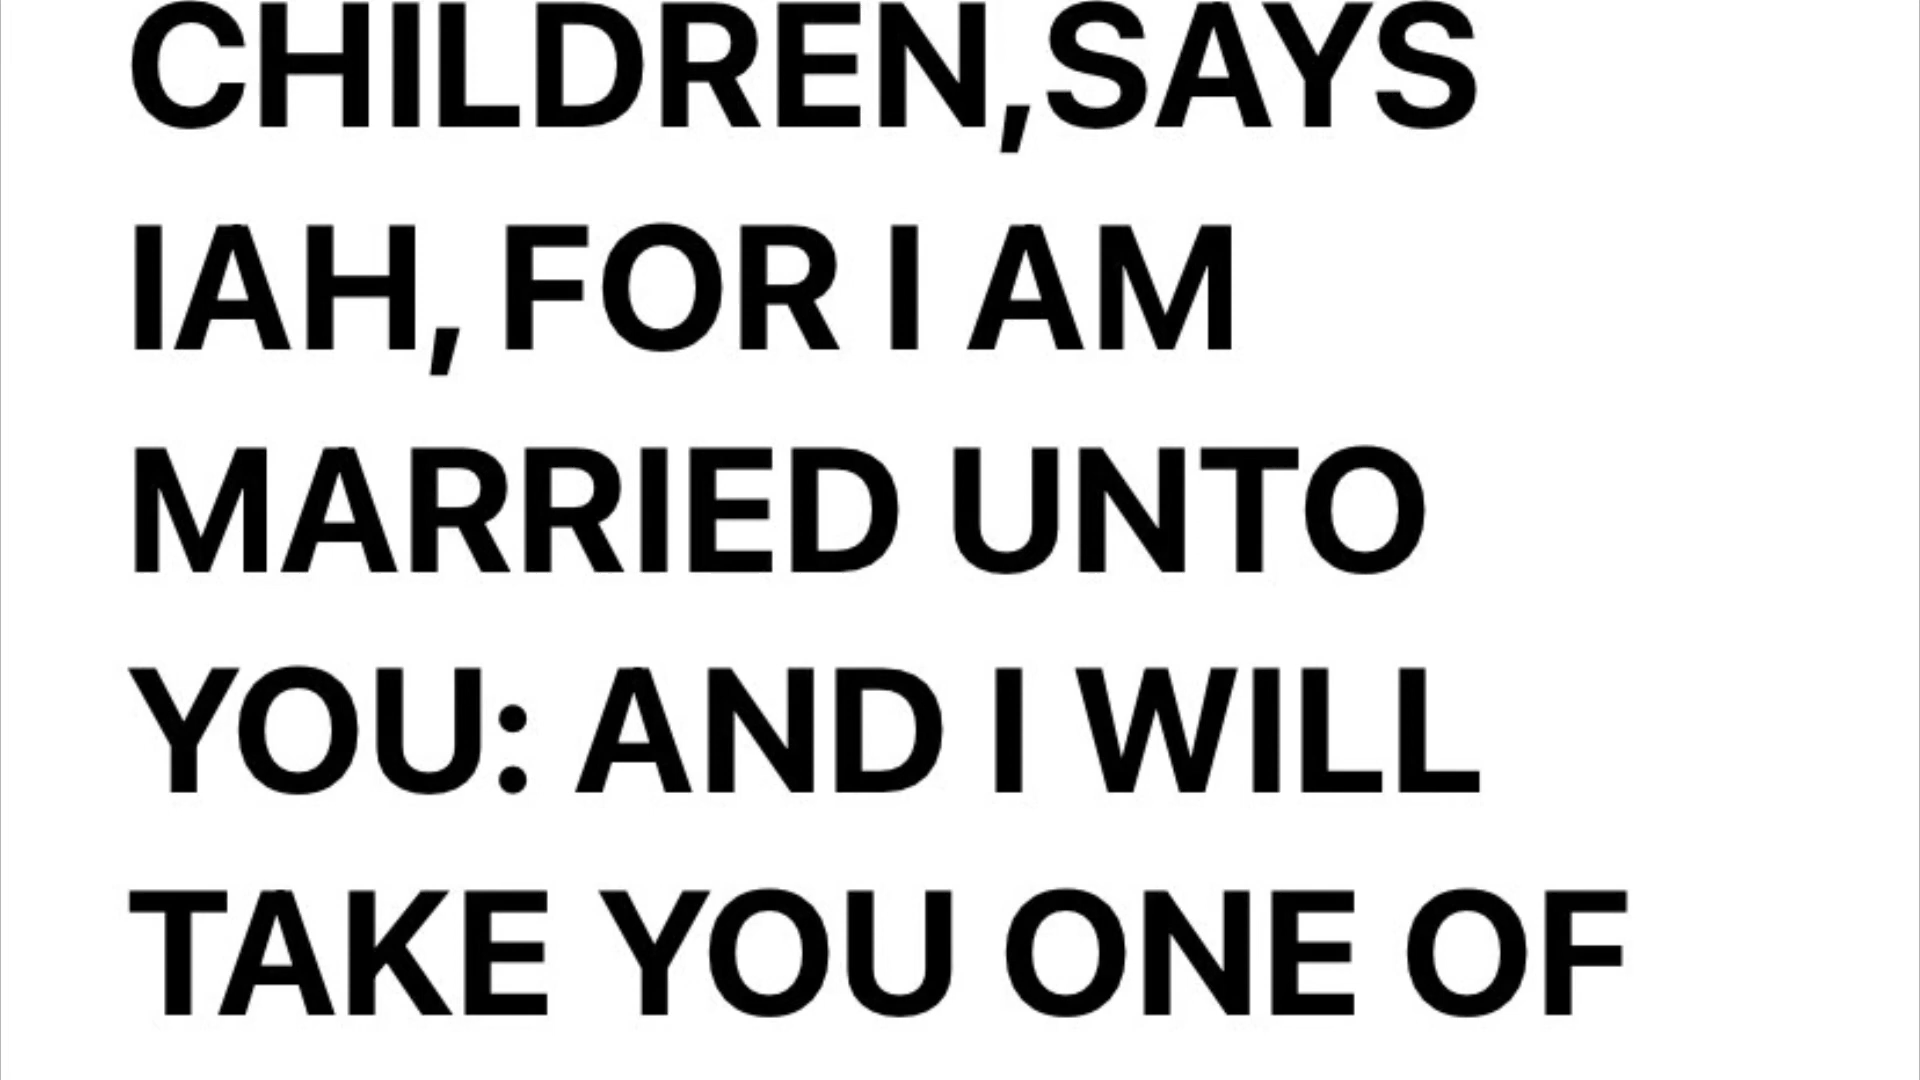 CHILDREN,SAYS
IAH, FOR I AM
MARRIED UNTO
YOU: AND I WILL
TAKE YOU ONE OF